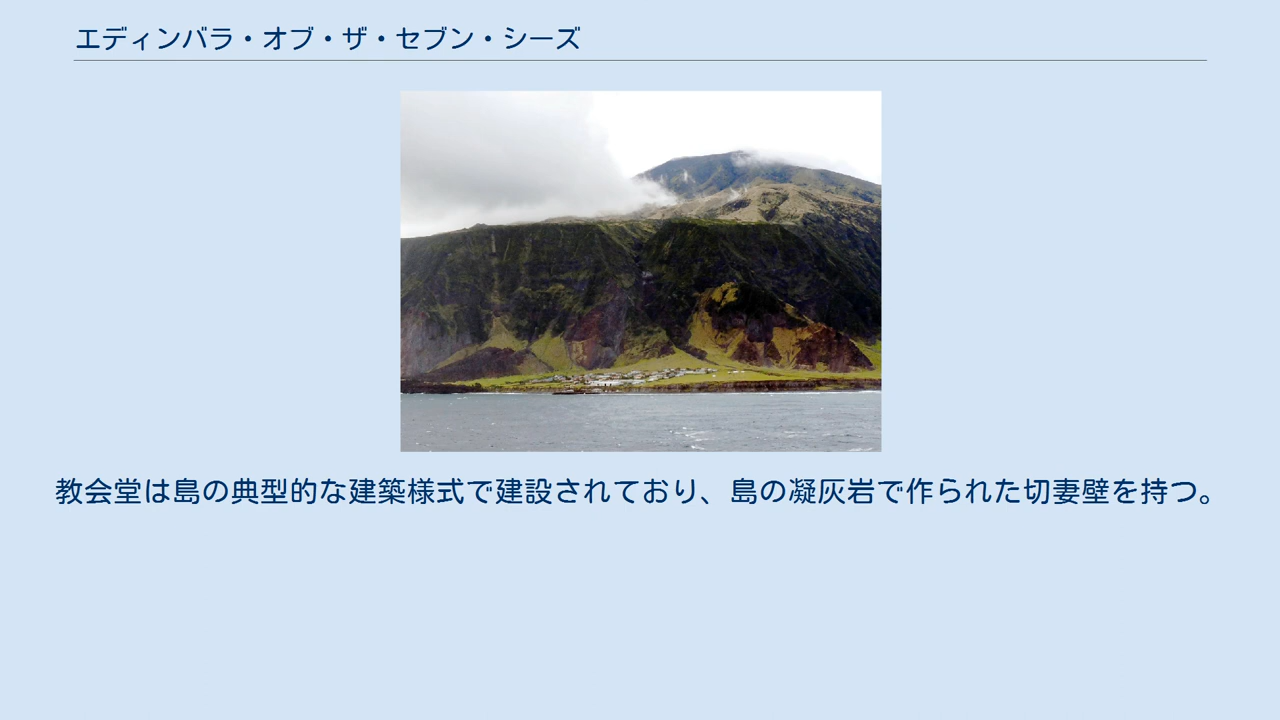 エディンバラ・オブ・ザ・セブン・シーズ
教会堂は島の典型的な建築様式で建設されており、島の凝灰岩で作られた切妻壁を持つ。